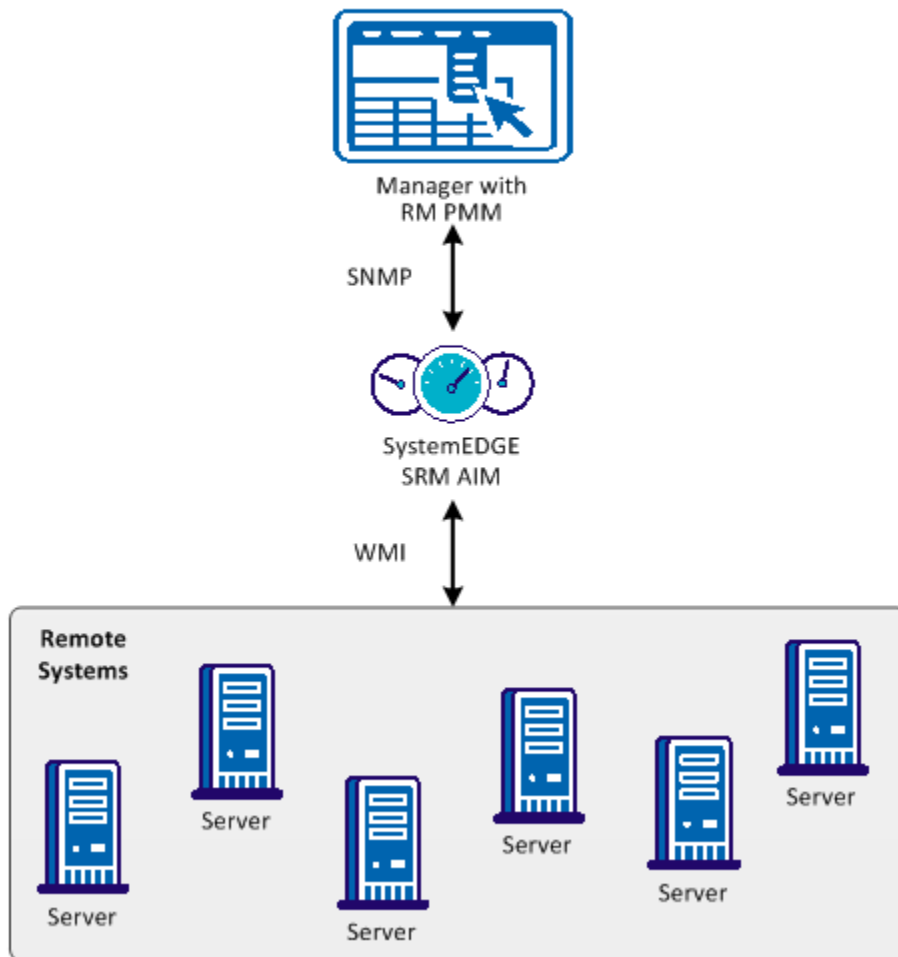 Manager with
RM PMM
SNMP
SystemEDGE
SRM AIM
WMI
Remote
Systems
Server
Server
Server
Server
Server
Server